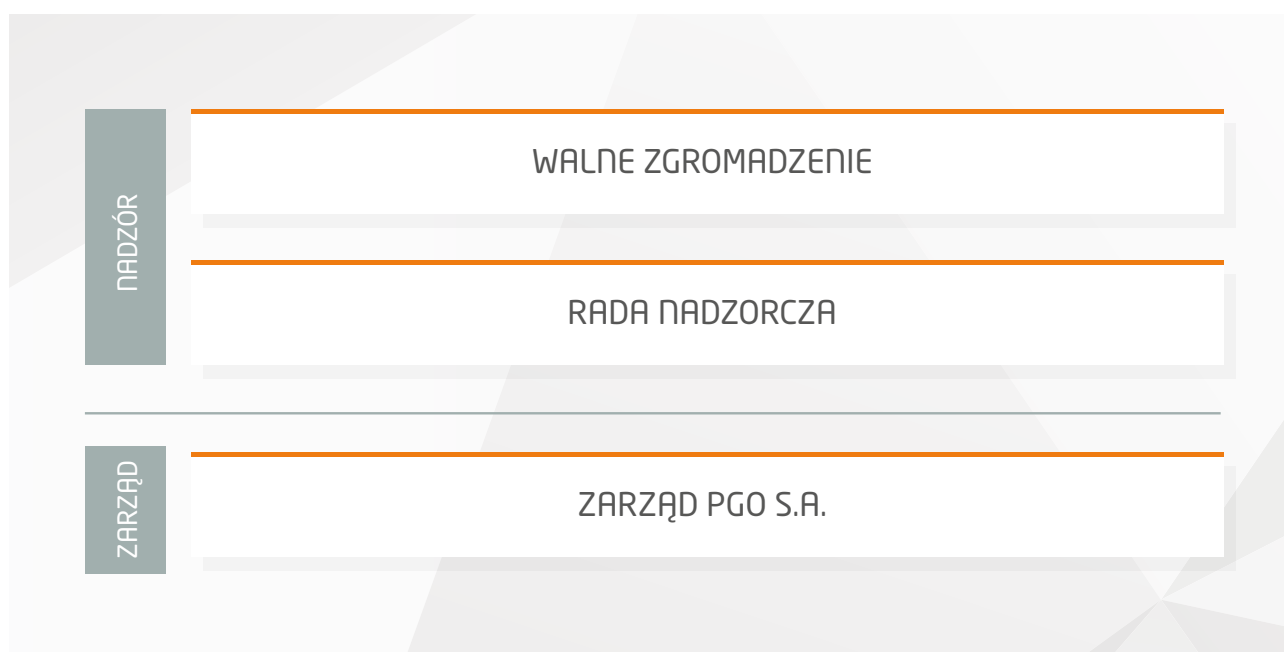 NADZÓR
WALNE ZGROMADZENIE
RADA NADZORCZA
ZARZĄD
ZARZĄD PGO S.A.